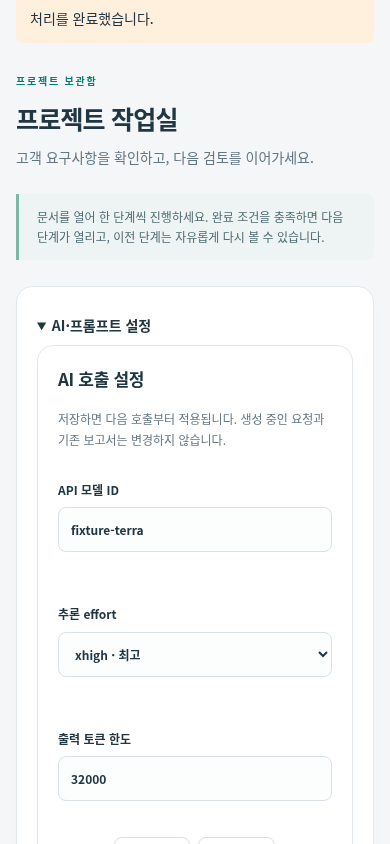 처리를 완료했습니다.
프로젝트 보관함
프로젝트 작업실
고객 요구사항을 확인하고, 다음 검토를 이어가세요.
문서를 열어 한 단계씩 진행하세요. 완료 조건을 충족하면 다음
단계가 열리고, 이전 단계는 자유롭게 다시 볼 수 있습니다.
▼ AI·프롬프트 설정
AI 호출 설정
저장하면 다음 호출부터 적용됩니다. 생성 중인 요청과
기존 보고서는 변경하지 않습니다.
API 모델 ID
fixture-terra
추론 effort
xhigh · 최고
출력 토큰 한도
32000